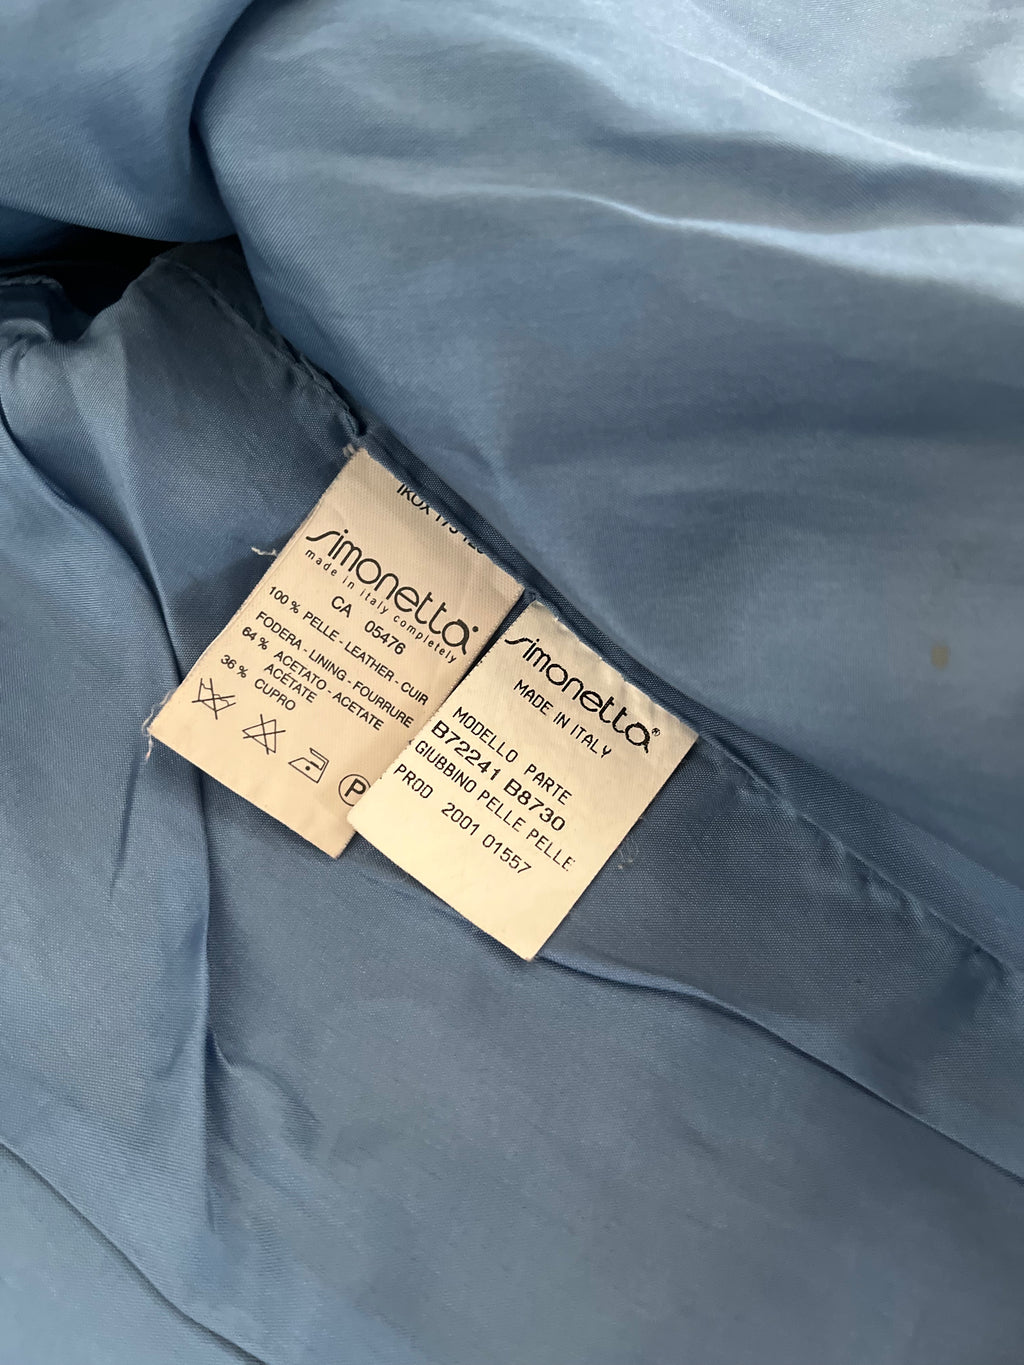 simonetta
made in italy completely
CA 05476
100 % PELLE - LEATHER - CUIR
FODERA - LINING - FOURRURE
64 % ACETATO - ACETATE
ACÉTATE
36 % CUPRO
P
simonetta®
MADE IN ITALY
MODELLO PARTE
B72241 B8730
GIUBBINO PELLE PELLE
PROD 2001 01557